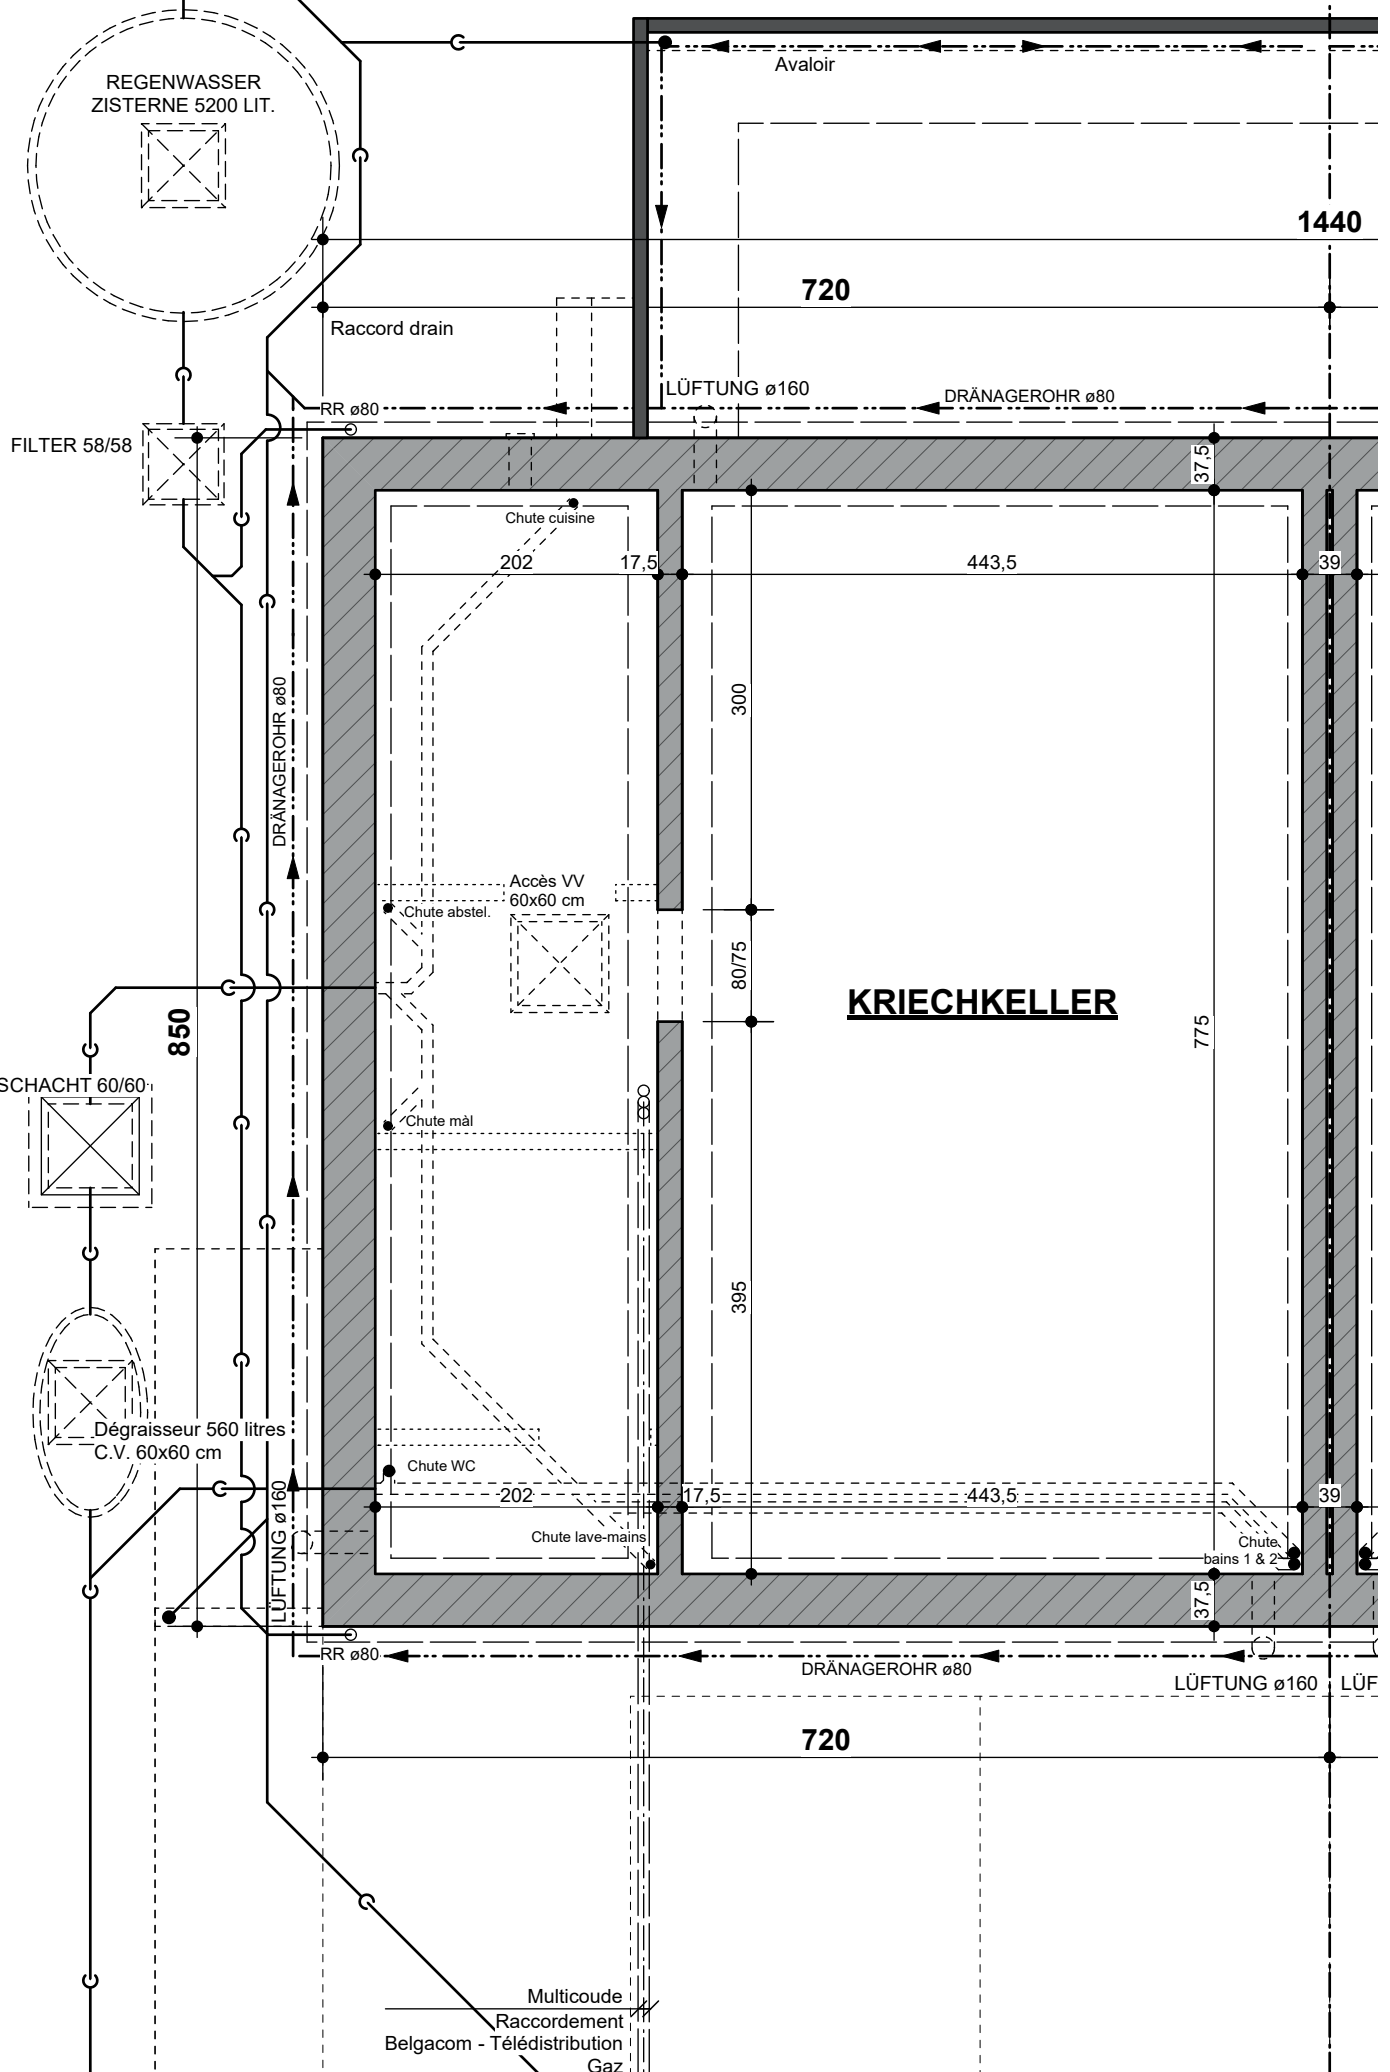 REGENWASSER
ZISTERNE 5200 LIT.
Avaloir
1440
720
Raccord drain
LÜFTUNG ø160
DRÄNAGEROHR ø80
RR ø80
FILTER 58/58
37,5
Chute cuisine
202
17,5
443,5
39
300
DRÄNAGEROHR ø80
Accès VV
60x60 cm
Chute abstel.
80/75
KRIECHKELLER
775
850
SCHACHT 60/60
Chute màl
395
Dégraisseur 560 litres
C.V. 60x60 cm
Chute WC
202
17,5
443,5
39
LÜFTUNG ø160
Chute lave-mains
Chute
bains 1 & 2
37,5
RR ø80
DRÄNAGEROHR ø80
LÜFTUNG ø160
LÜF
720
Multicoude
Raccordement
Belgacom - Télédistribution
Gaz